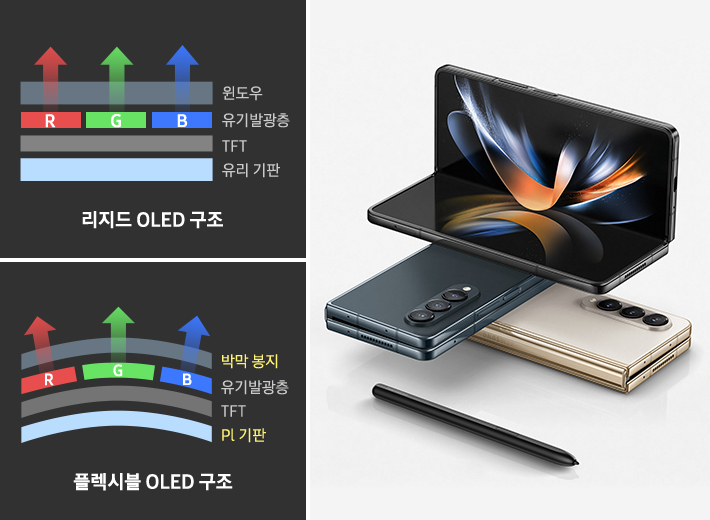 R G B
윈도우
유기발광층
TFT
유리 기판
리지드 OLED 구조
R G B
박막 봉지
유기발광층
TFT
Pl 기판
플렉시블 OLED 구조